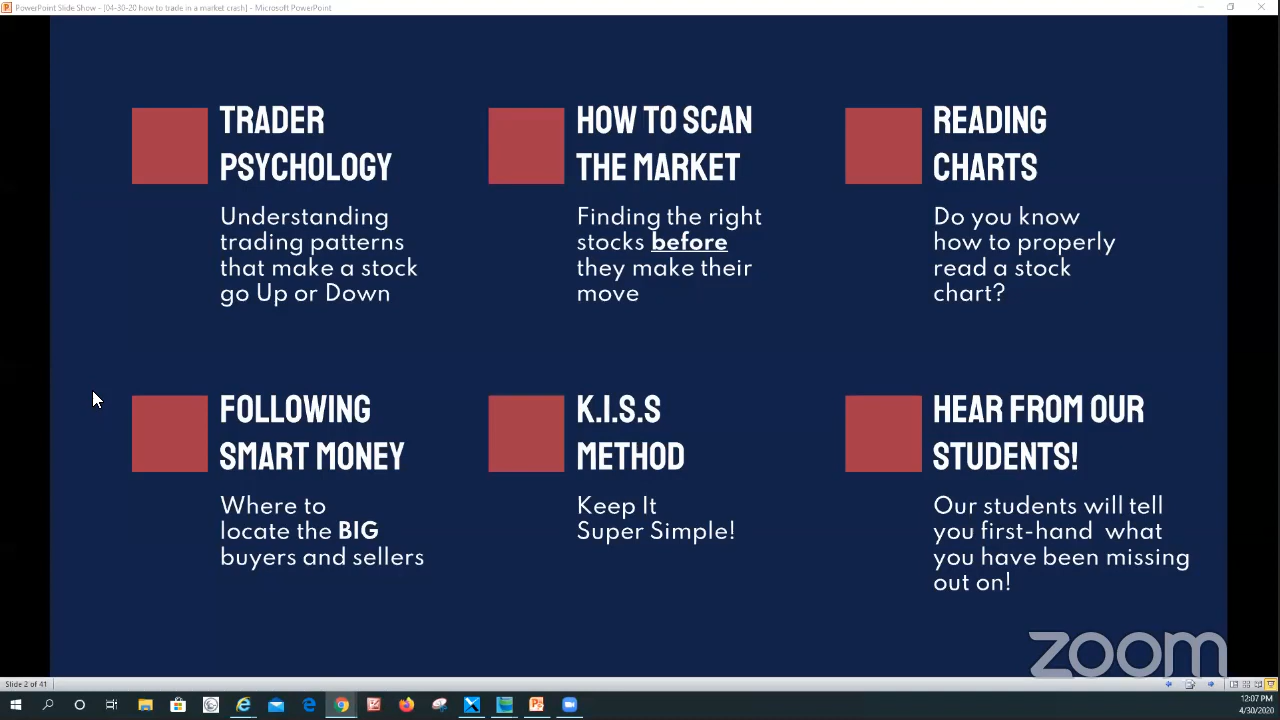 PowerPoint Slide Show - [04-30-20 how to trade in a market crash] - Microsoft PowerPoint
TRADER
PSYCHOLOGY
Understanding
trading patterns
that make a stock
go Up or Down
HOW TO SCAN
THE MARKET
Finding the right
stocks before
they make their
move
READING
CHARTS
Do you know
how to properly
read a stock
chart?
FOLLOWING
SMART MONEY
Where to
locate the BIG
buyers and sellers
K.I.S.S
METHOD
Keep It
Super Simple!
HEAR FROM OUR
STUDENTS!
Our students will tell
you first-hand what
you have been missing
out on!
zoom
Slide 2 of 41
12:07 PM
4/30/2020